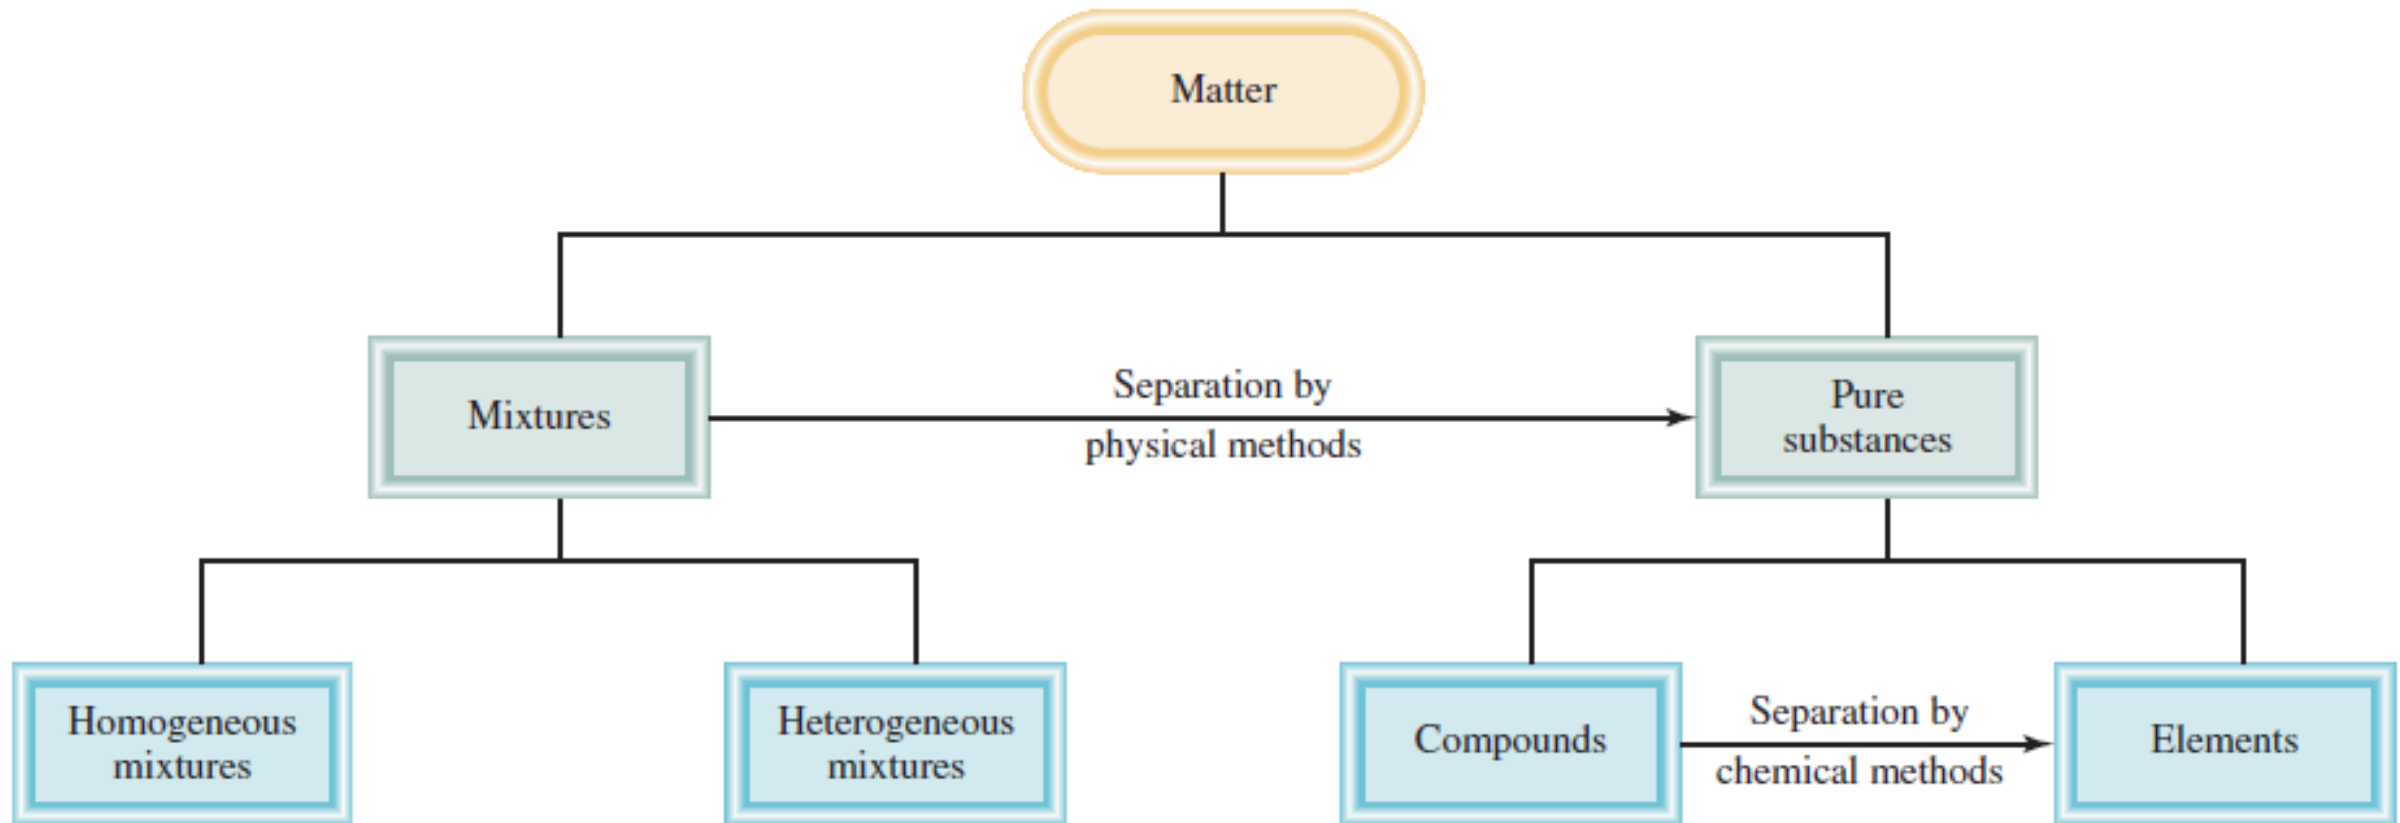 Matter
Mixtures
Separation by
physical methods
Pure
substances
Homogeneous
mixtures
Heterogeneous
mixtures
Compounds
Separation by
chemical methods
Elements